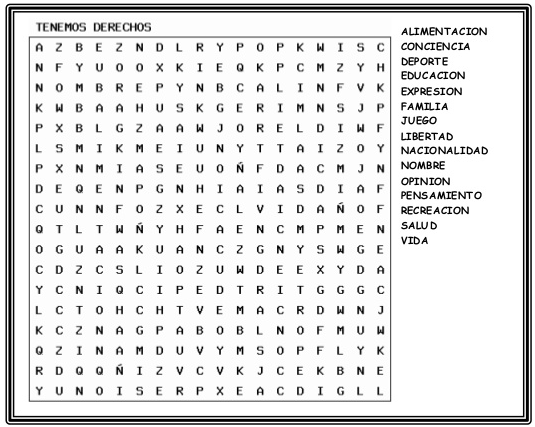 TENEMOS DERECHOS
A Z B E Z N D L R Y P O P K W I S C
N F Y U O O X K I E Q K P C M Z Y H
N O M B R E P Y N B C A L I N F V K
K W B A A H U S K G E R I M N S J P
P X B L G Z A A W J O R E L D I W F
L S M I K M E I U N Y T T A I Z O Y
P X N M I A S E U O Ñ F D A C M J N
D E Q E N P G N H I A I A S D I A F
C U N N F O Z X E C L V I D A Ñ O F
Q T L T W Ñ Y H F A E N C M P M E N
O G U A A K U A N C Z G N Y S W G E
C D Z C S L I O Z U W D E E X Y D A
Y C N I Q C I P E D T R I T G G G C
L C T O H C H T V E M A C R D W N J
K C Z N A G P A B O B L N O F M U W
Q Z I N A M D U V Y M S O P F L Y K
R D Q Q Ñ I Z V C V K J C E K B N E
Y U N O I S E R P X E A C D I G L L
ALIMENTACION
CONCIENCIA
DEPORTE
EDUCACION
EXPRESION
FAMILIA
JUEGO
LIBERTAD
NACIONALIDAD
NOMBRE
OPINION
PENSAMIENTO
RECREACION
SALUD
VIDA